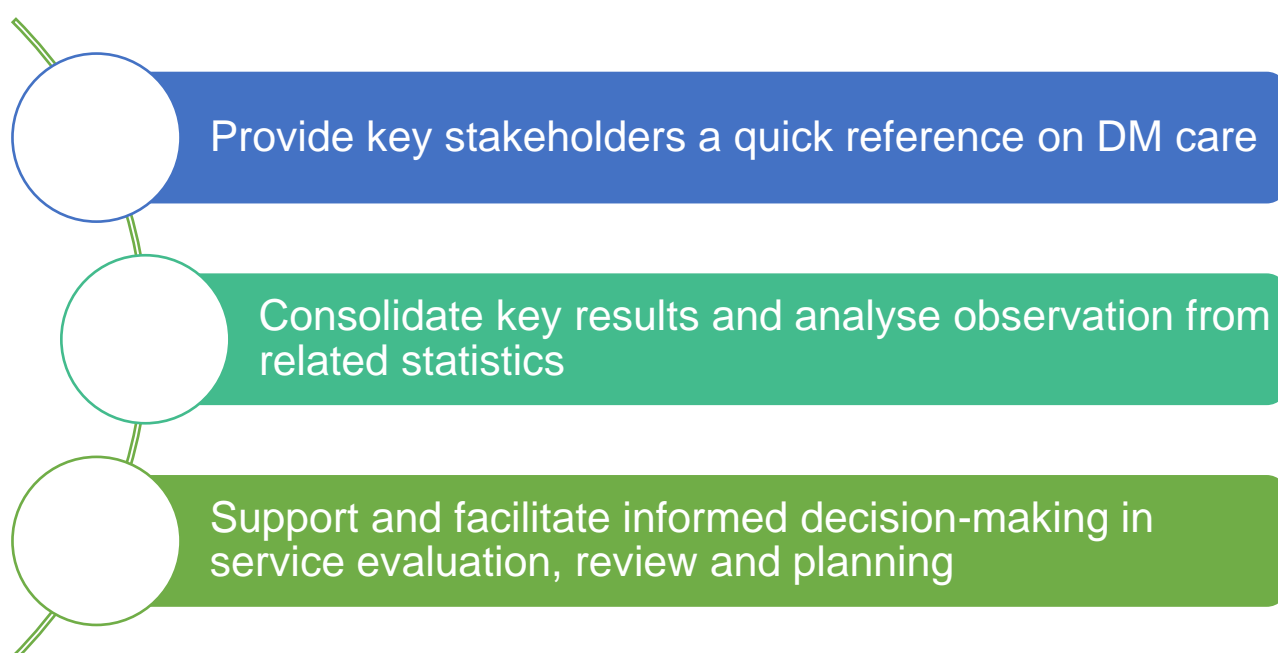 Provide key stakeholders a quick reference on DM care
Consolidate key results and analyse observation from
related statistics
Support and facilitate informed decision-making in
service evaluation, review and planning